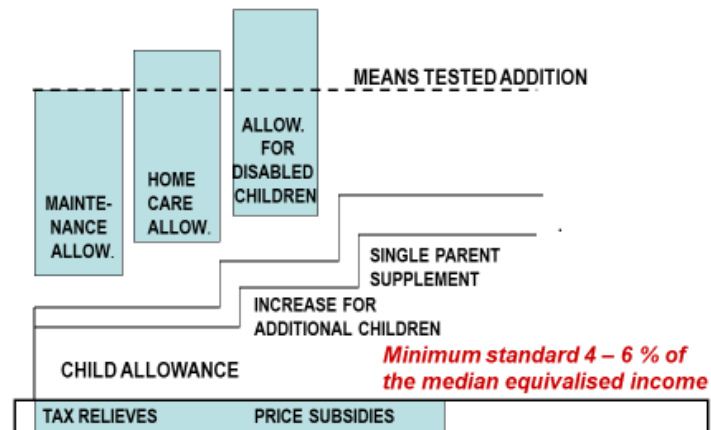 MEANS TESTED ADDITION
ALLOW.
FOR
DISABLED
CHILDREN
HOME
CARE
ALLOW.
MAINTE-
NANCE
ALLOW.
SINGLE PARENT
SUPPLEMENT
INCREASE FOR
ADDITIONAL CHILDREN
Minimum standard 4 – 6 % of
the median equivalised income
CHILD ALLOWANCE
TAX RELIEVES PRICE SUBSIDIES